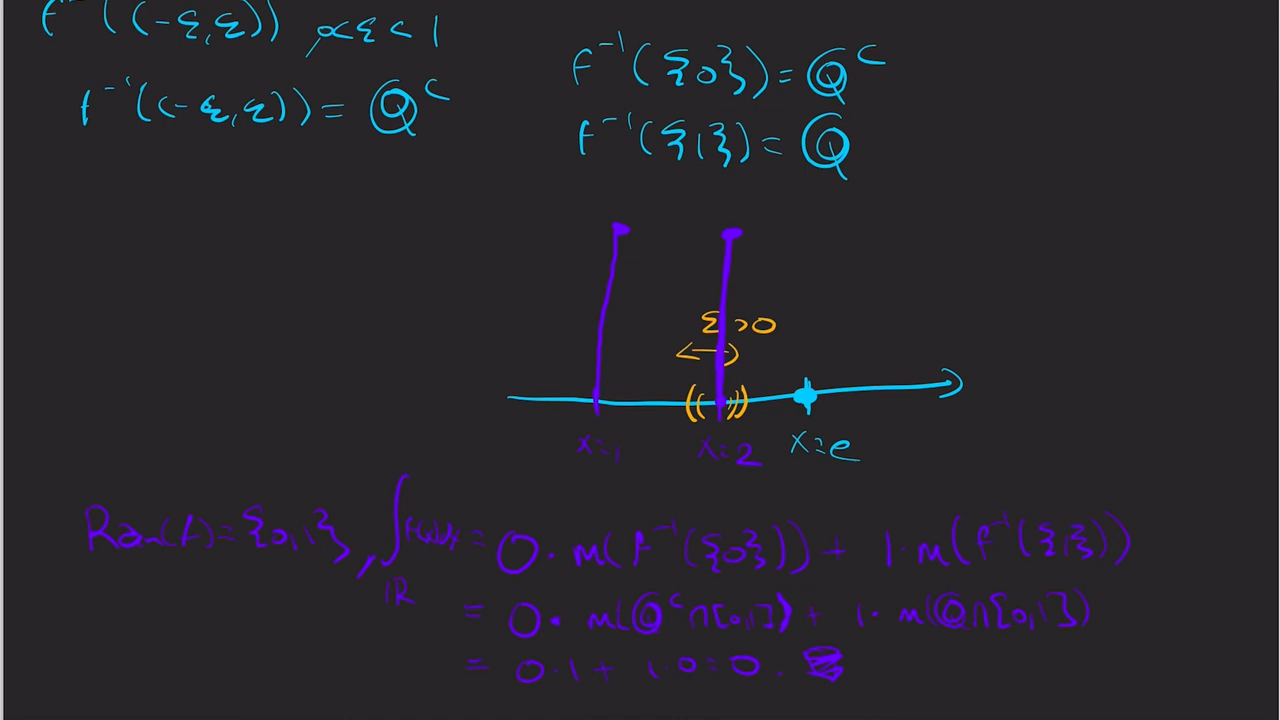 f⁻¹((-ε,ε)) 0<ε<1
f⁻¹((-ε,ε)) = ℚᶜ
f⁻¹({0}) = ℚᶜ
f⁻¹({1}) = ℚ
ε>0
x=1 x=2 x=e
Ran(f)={0,1}, ∫_ℝ f(x)dx = 0·m(f⁻¹({0})) + 1·m(f⁻¹({1}))
= 0·m(ℚᶜ∩[0,1]) + 1·m(ℚ∩[0,1])
= 0·1 + 1·0 = 0.